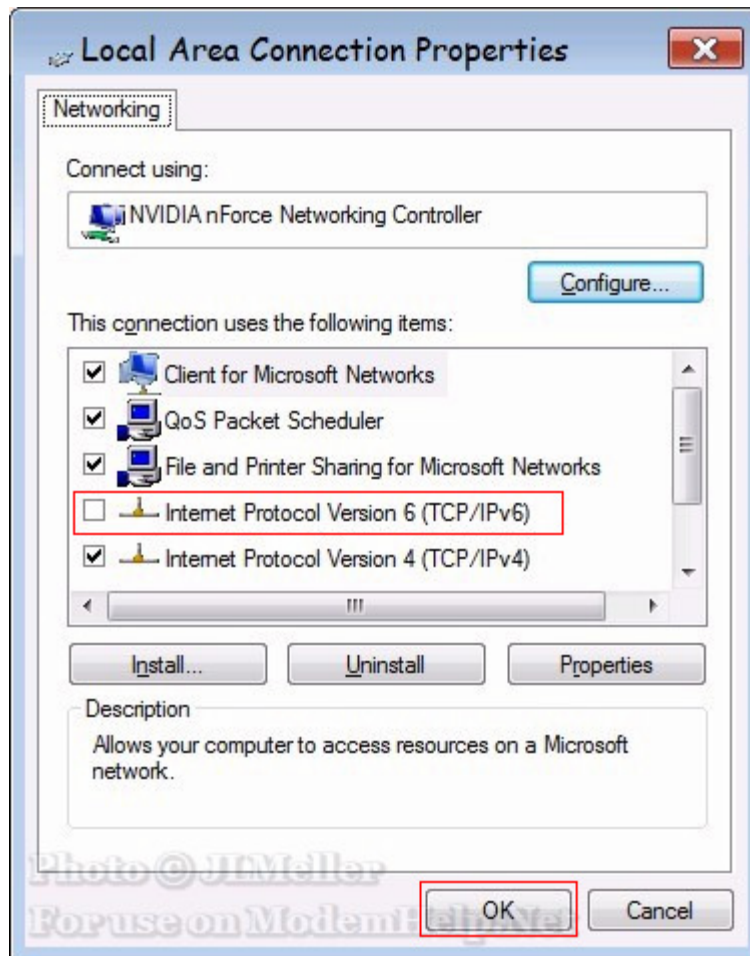 Local Area Connection Properties
Networking
Connect using:
NVIDIA nForce Networking Controller
Configure...
This connection uses the following items:
Client for Microsoft Networks
QoS Packet Scheduler
File and Printer Sharing for Microsoft Networks
Internet Protocol Version 6 (TCP/IPv6)
Internet Protocol Version 4 (TCP/IPv4)
Install... Uninstall Properties
Description
Allows your computer to access resources on a Microsoft
network.
Photo © JLMeller
For use on ModemHelp.Net
OK Cancel